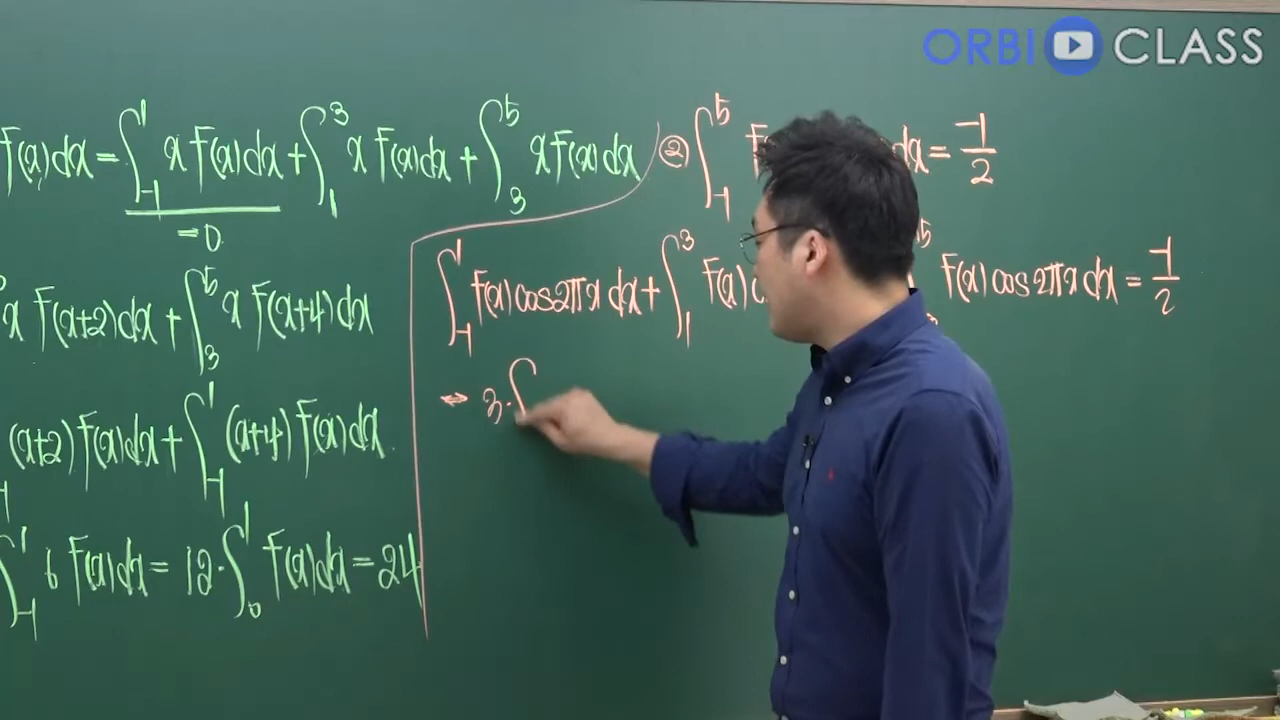 ORBI CLASS
f(x)dx = ∫_{-1}^{1} x f(x)dx + ∫_{1}^{3} x f(x)dx + ∫_{3}^{5} x f(x)dx
= 0
x f(x+2)dx + ∫_{3}^{5} x f(x+4)dx
(x+2) f(x)dx + ∫_{-1}^{1} (x+4) f(x)dx
∫_{-1}^{1} 6 f(x)dx = 12·∫_{0}^{1} f(x)dx = 24
② ∫_{-1}^{5} dx = \frac{-1}{2}
∫_{-1}^{1} f(x) cos2πx dx + ∫_{1}^{3} f(x) f(x) cos2πx dx = \frac{-1}{2}
⇔ 3·∫